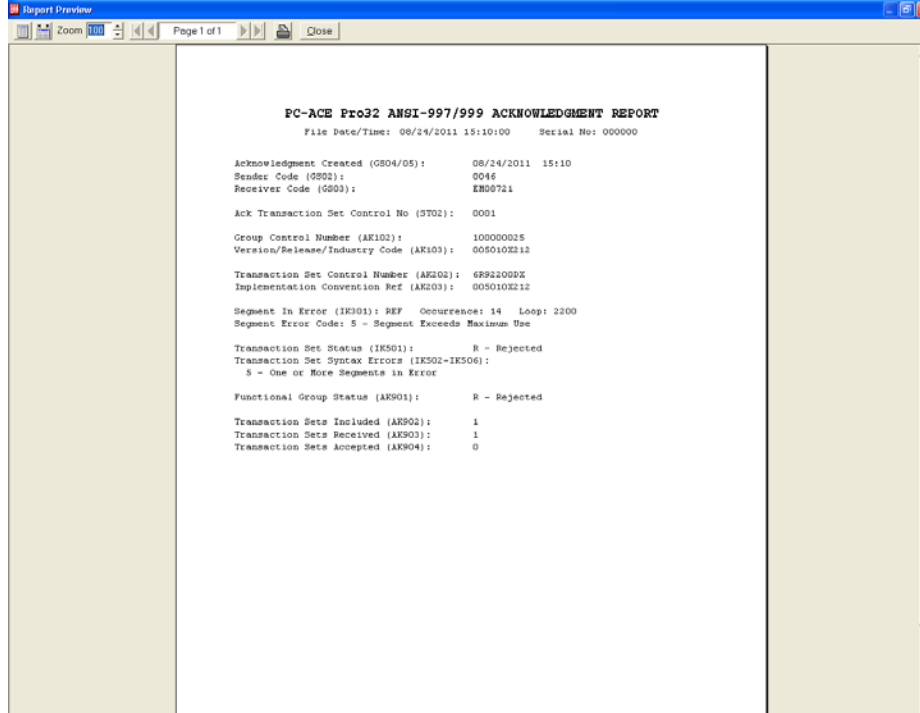 Report Preview
Zoom 100 Page 1 of 1 Close
PC-ACE Pro32 ANSI-997/999 ACKNOWLEDGMENT REPORT
File Date/Time: 08/24/2011 15:10:00 Serial No: 000000
Acknowledgment Created (GS04/05): 08/24/2011 15:10
Sender Code (GS02): 0046
Receiver Code (GS03): EM00721
Ack Transaction Set Control No (ST02): 0001
Group Control Number (AK102): 100000025
Version/Release/Industry Code (AK103): 005010X212
Transaction Set Control Number (AK202): 6R92200DX
Implementation Convention Ref (AK203): 005010X212
Segment In Error (IK301): REF Occurrence: 14 Loop: 2200
Segment Error Code: 5 - Segment Exceeds Maximum Use
Transaction Set Status (IK501): R - Rejected
Transaction Set Syntax Errors (IK502-IK506):
5 - One or More Segments in Error
Functional Group Status (AK901): R - Rejected
Transaction Sets Included (AK902): 1
Transaction Sets Received (AK903): 1
Transaction Sets Accepted (AK904): 0